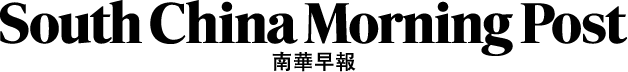 South China Morning Post
南華早報